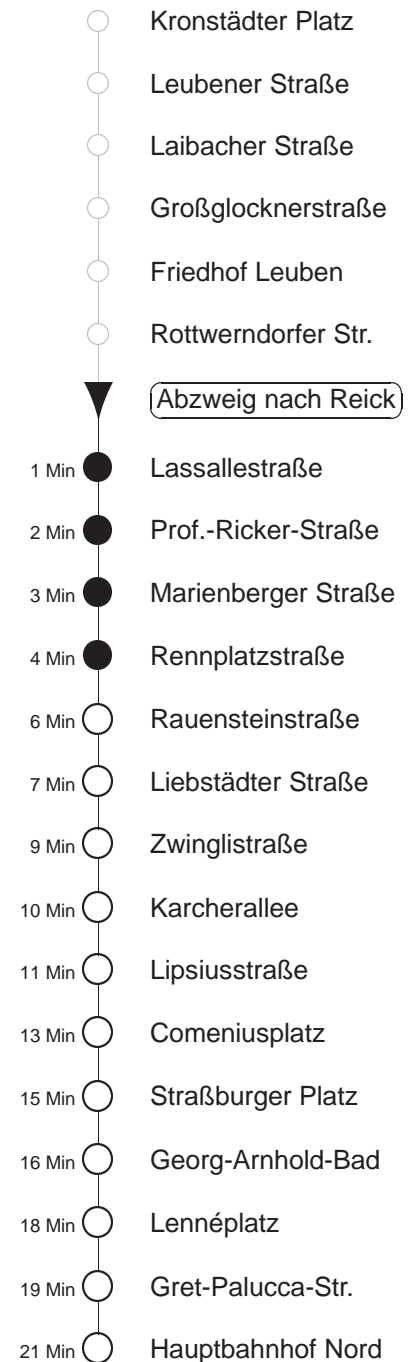 Kronstädter Platz
Leubener Straße
Laibacher Straße
Großglocknerstraße
Friedhof Leuben
Rottwerndorfer Str.
Abzweig nach Reick
1 Min Lassallestraße
2 Min Prof.-Ricker-Straße
3 Min Marienberger Straße
4 Min Rennplatzstraße
6 Min Rauensteinstraße
7 Min Liebstädter Straße
9 Min Zwinglistraße
10 Min Karcherallee
11 Min Lipsiusstraße
13 Min Comeniusplatz
15 Min Straßburger Platz
16 Min Georg-Arnhold-Bad
18 Min Lennéplatz
19 Min Gret-Palucca-Str.
21 Min Hauptbahnhof Nord